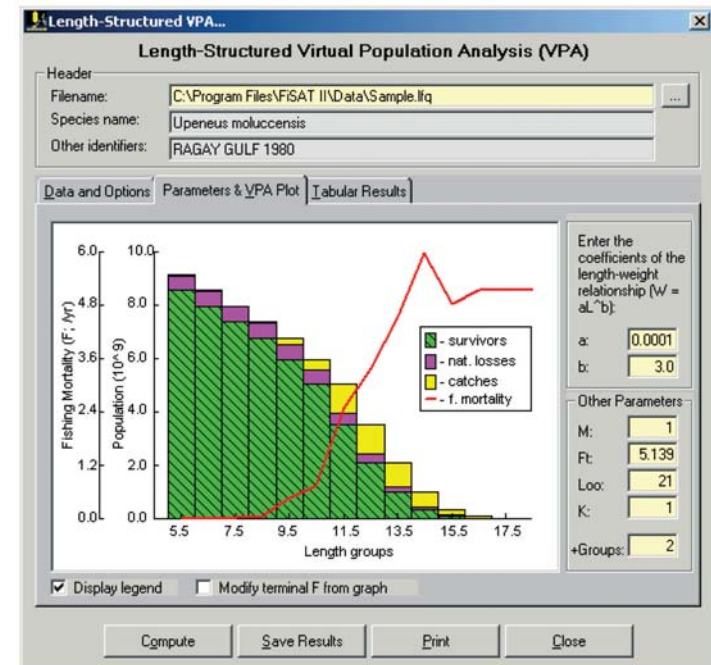 Length-Structured VPA...
Length-Structured Virtual Population Analysis (VPA)
Header
Filename: C:\Program Files\FiSAT II\Data\Sample.lfq ...
Species name: Upeneus moluccensis
Other identifiers: RAGAY GULF 1980
Data and Options Parameters & VPA Plot Tabular Results
Fishing Mortality (F; /yr)
6.0
4.8
3.6
2.4
1.2
0.0
Population (10^9)
10.0
8.0
6.0
4.0
2.0
0.0
- survivors
- nat. losses
- catches
- f. mortality
5.5 7.5 9.5 11.5 13.5 15.5 17.5
Length groups
Enter the
coefficients of the
length-weight
relationship (W =
aL^b):
a: 0.0001
b: 3.0
Other Parameters
M: 1
Ft: 5.139
Loo: 21
K: 1
+Groups: 2
Display legend Modify terminal F from graph
Compute Save Results Print Close